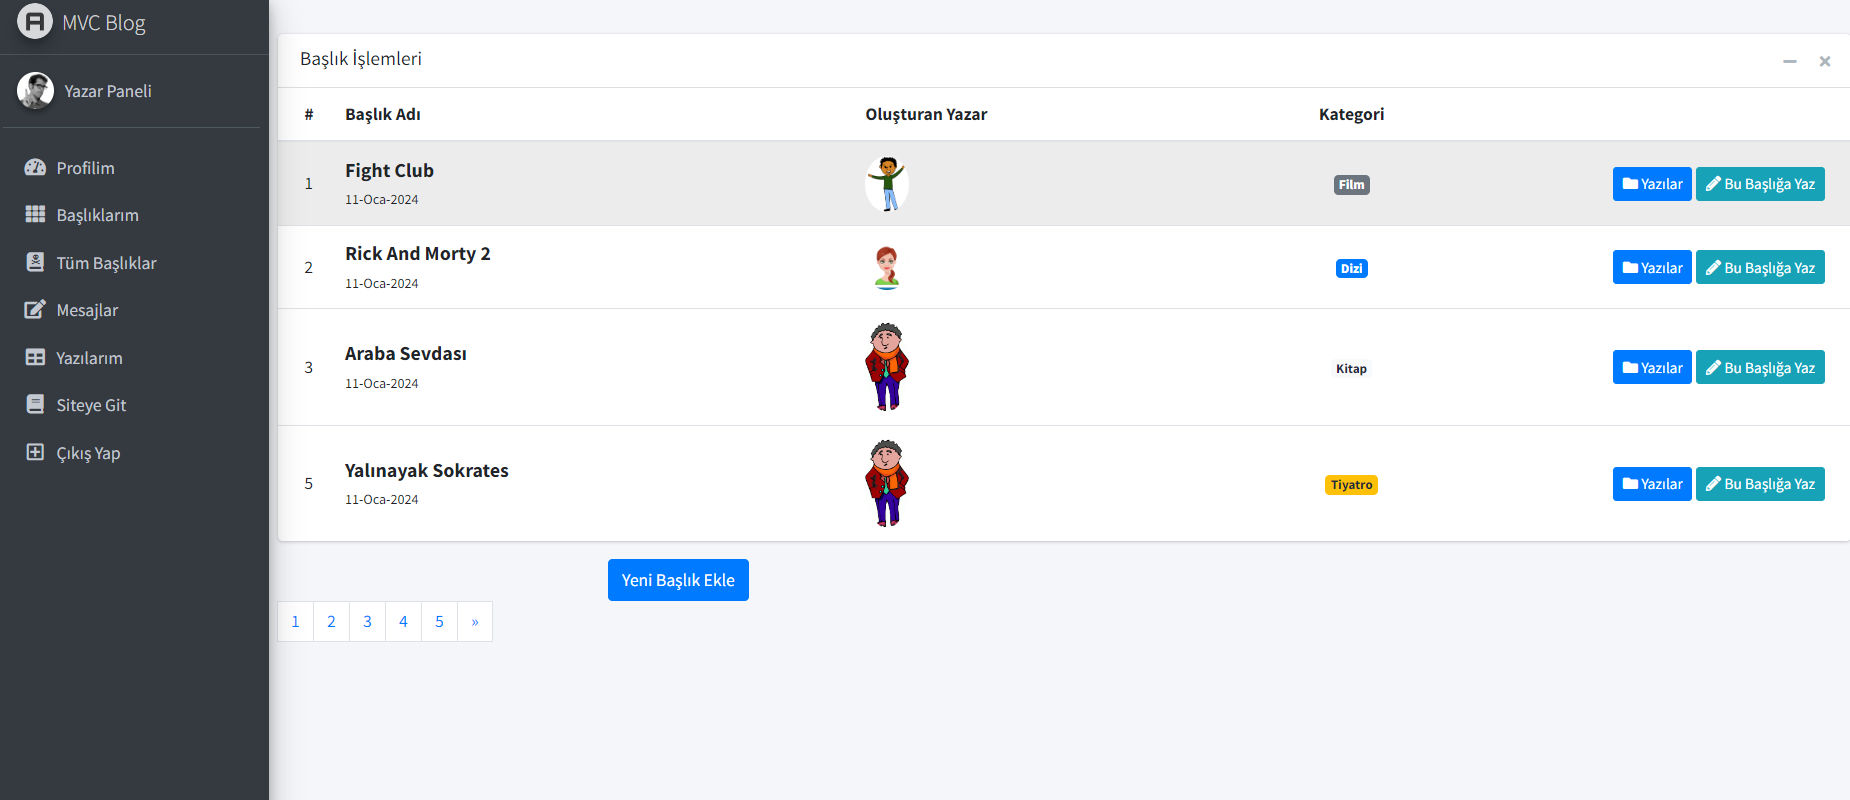 MVC Blog
Yazar Paneli
Profilim
Başlıklarım
Tüm Başlıklar
Mesajlar
Yazılarım
Siteye Git
Çıkış Yap
Başlık İşlemleri
# Başlık Adı Oluşturan Yazar Kategori
1 Fight Club 11-Oca-2024 Film Yazılar Bu Başlığa Yaz
2 Rick And Morty 2 11-Oca-2024 Dizi Yazılar Bu Başlığa Yaz
3 Araba Sevdası 11-Oca-2024 Kitap Yazılar Bu Başlığa Yaz
5 Yalınayak Sokrates 11-Oca-2024 Tiyatro Yazılar Bu Başlığa Yaz
Yeni Başlık Ekle
1 2 3 4 5 »